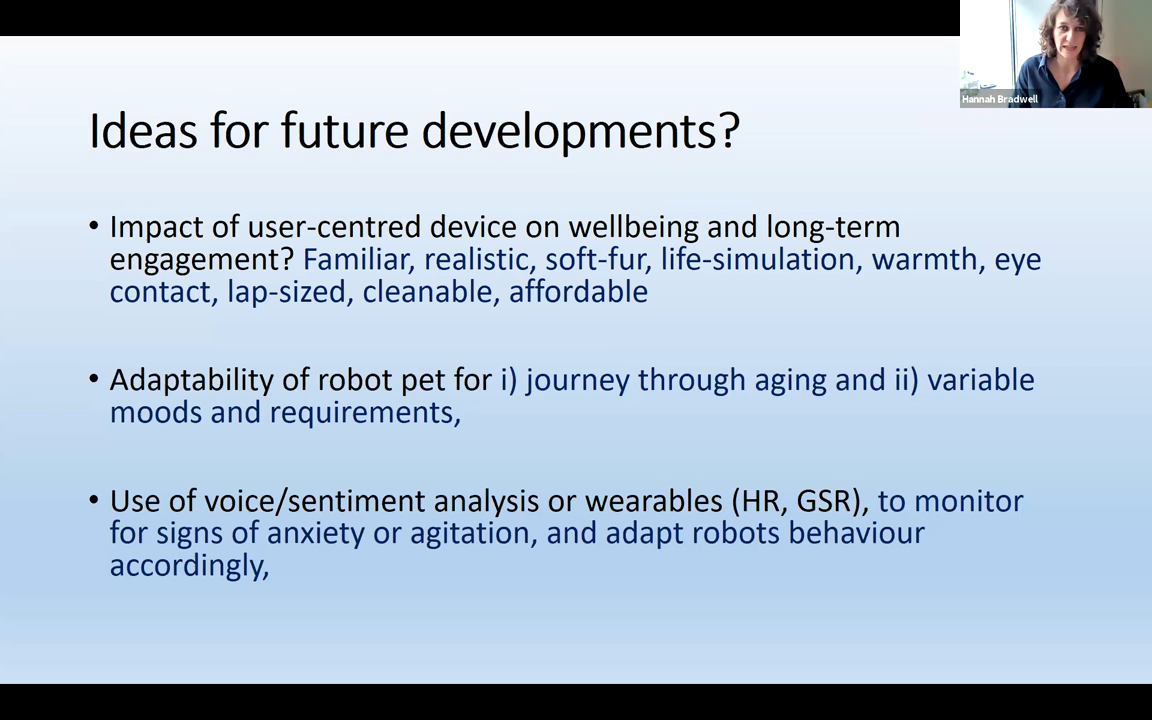 Hannah Bradwell
Ideas for future developments?
• Impact of user-centred device on wellbeing and long-term
engagement? Familiar, realistic, soft-fur, life-simulation, warmth, eye
contact, lap-sized, cleanable, affordable
• Adaptability of robot pet for i) journey through aging and ii) variable
moods and requirements,
• Use of voice/sentiment analysis or wearables (HR, GSR), to monitor
for signs of anxiety or agitation, and adapt robots behaviour
accordingly,